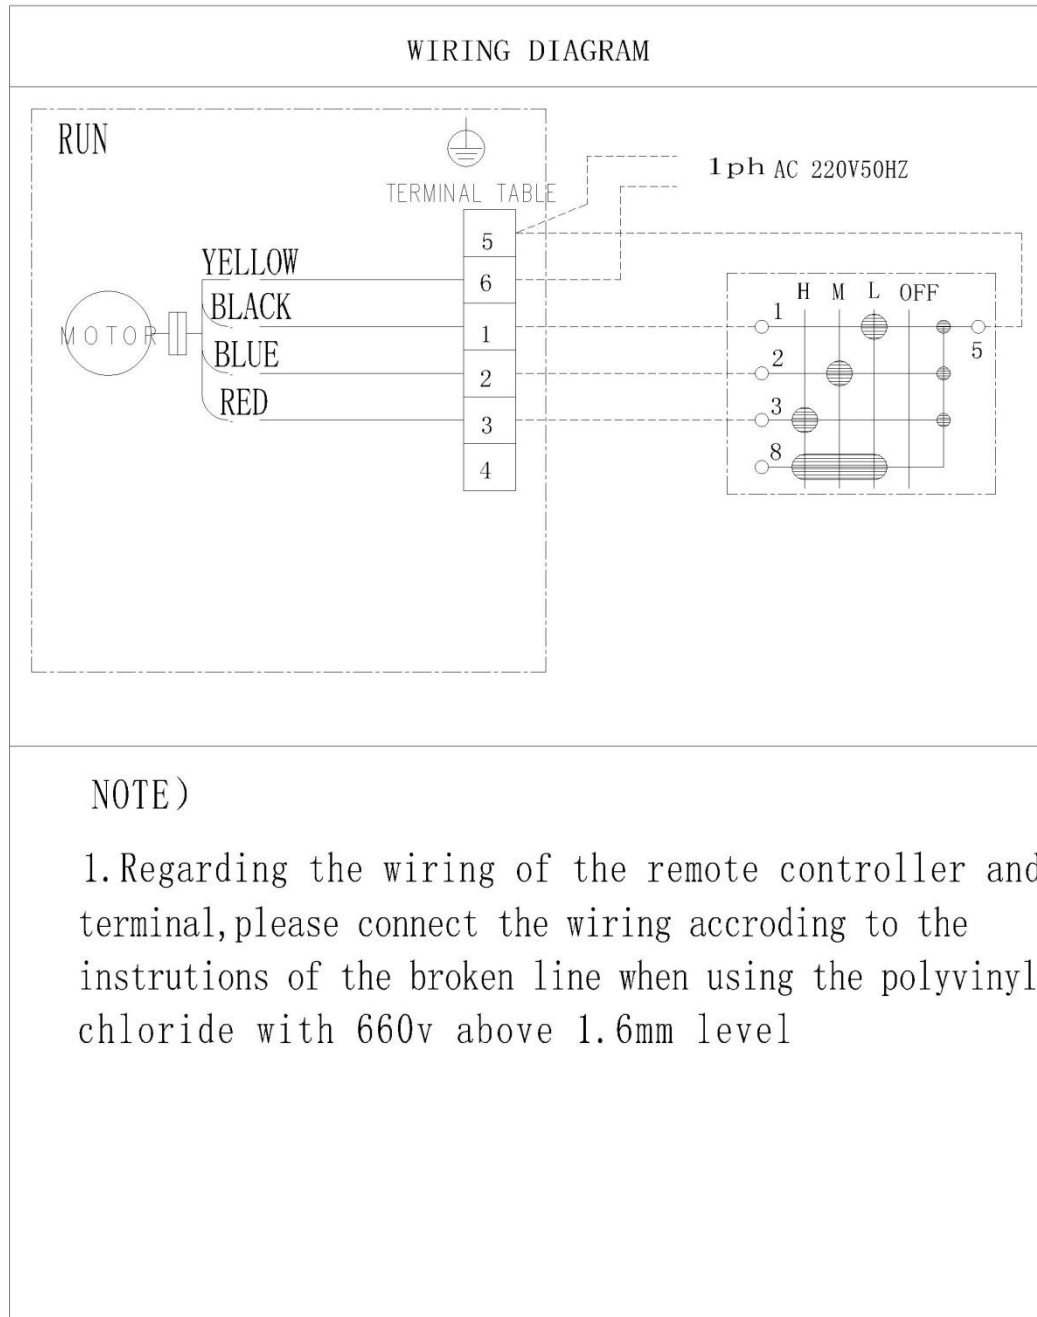 WIRING DIAGRAM
RUN
TERMINAL TABLE
1ph AC 220V50HZ
5
6
1
2
3
4
YELLOW
BLACK
BLUE
RED
MOTOR
H M L OFF
1
5
2
3
8
NOTE)
1.Regarding the wiring of the remote controller and
terminal,please connect the wiring accroding to the
instrutions of the broken line when using the polyvinyl
chloride with 660v above 1.6mm level